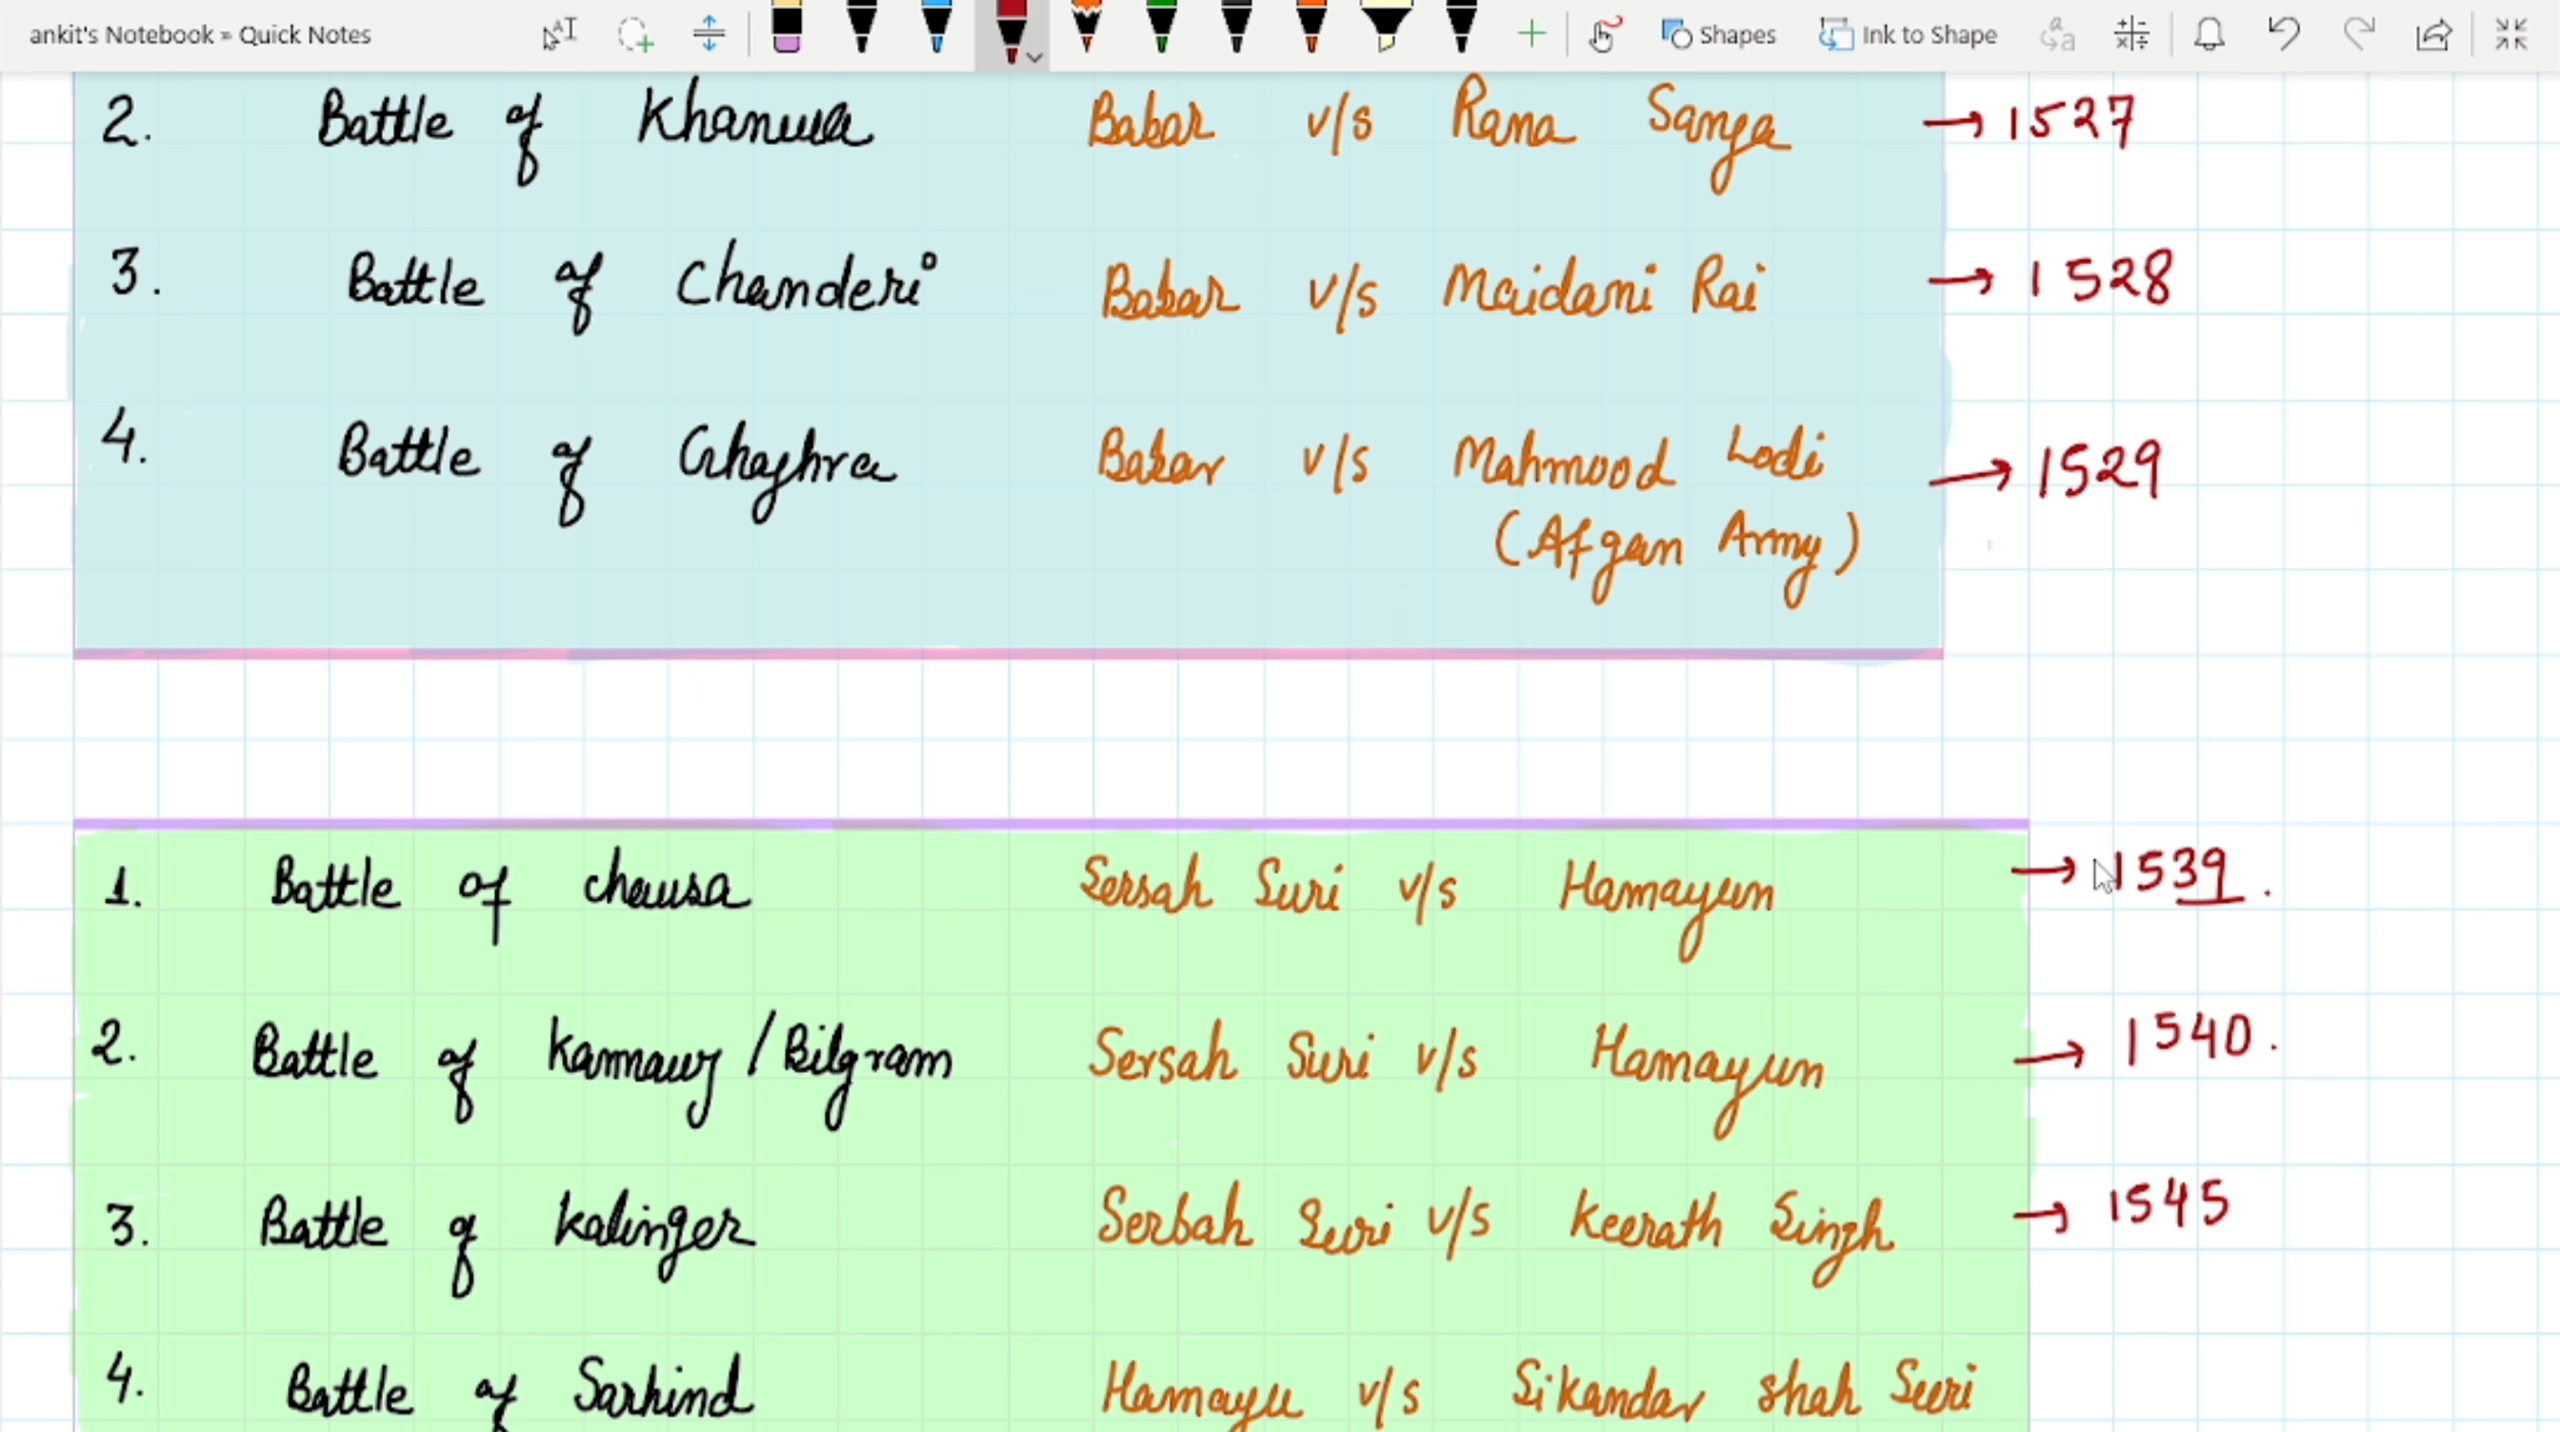 ankit's Notebook » Quick Notes Shapes Ink to Shape
2. Battle of Khanwa Babar v/s Rana Sanga → 1527
3. Battle of Chanderi Babar v/s Maidani Rai → 1528
4. Battle of Ghaghra Babar v/s Mahmood Lodi → 1529
(Afgan Army)
1. Battle of chausa Sersah Suri v/s Hamayun → 1539.
2. Battle of Kannauj / Bilgram Sersah Suri v/s Hamayun → 1540.
3. Battle of Kalinger Sersah Suri v/s Keerath Singh → 1545
4. Battle of Sarhind Hamayu v/s Sikandar Shah Suri